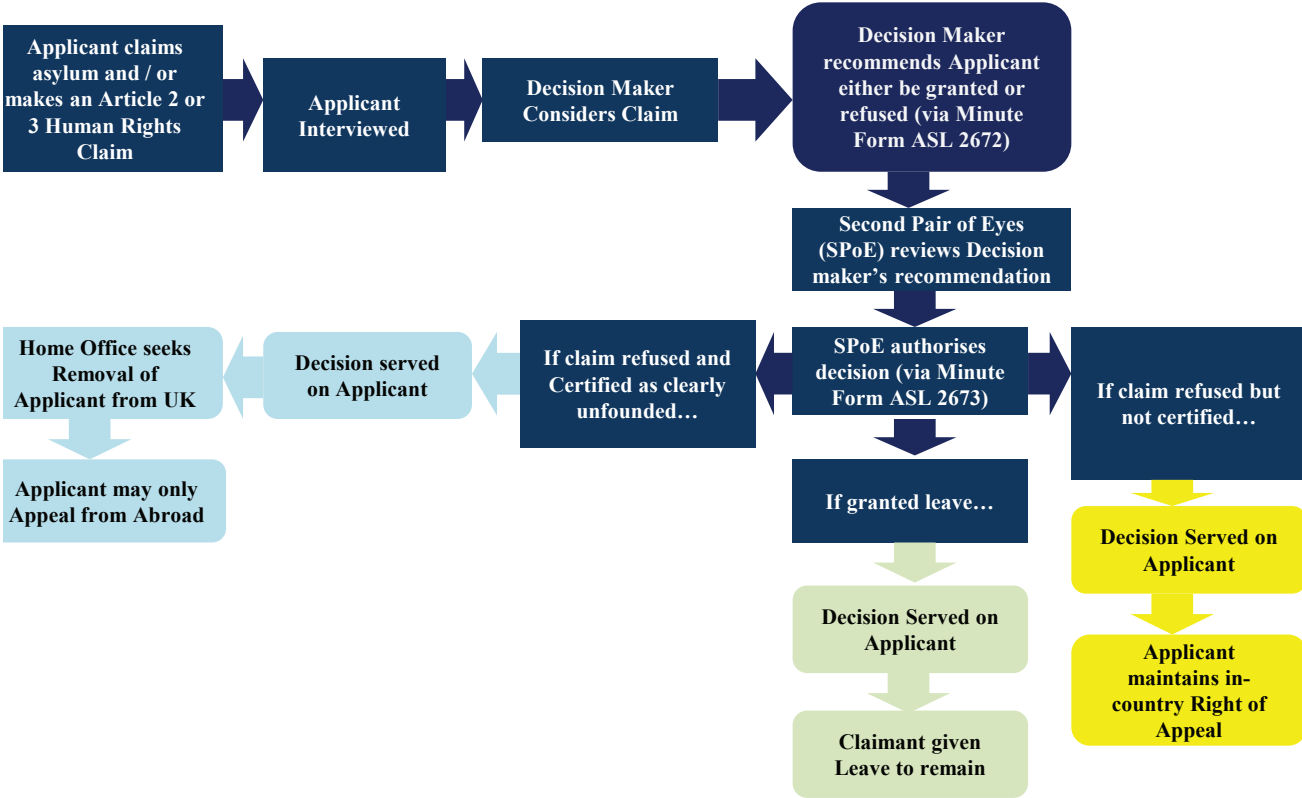 Applicant claims
asylum and / or
makes an Article 2 or
3 Human Rights
Claim
Applicant
Interviewed
Decision Maker
Considers Claim
Decision Maker
recommends Applicant
either be granted or
refused (via Minute
Form ASL 2672)
Second Pair of Eyes
(SPoE) reviews Decision
maker’s recommendation
SPoE authorises
decision (via Minute
Form ASL 2673)
If claim refused and
Certified as clearly
unfounded…
Decision served
on Applicant
Home Office seeks
Removal of
Applicant from UK
Applicant may only
Appeal from Abroad
If granted leave…
Decision Served on
Applicant
Claimant given
Leave to remain
If claim refused but
not certified…
Decision Served on
Applicant
Applicant
maintains in-
country Right of
Appeal